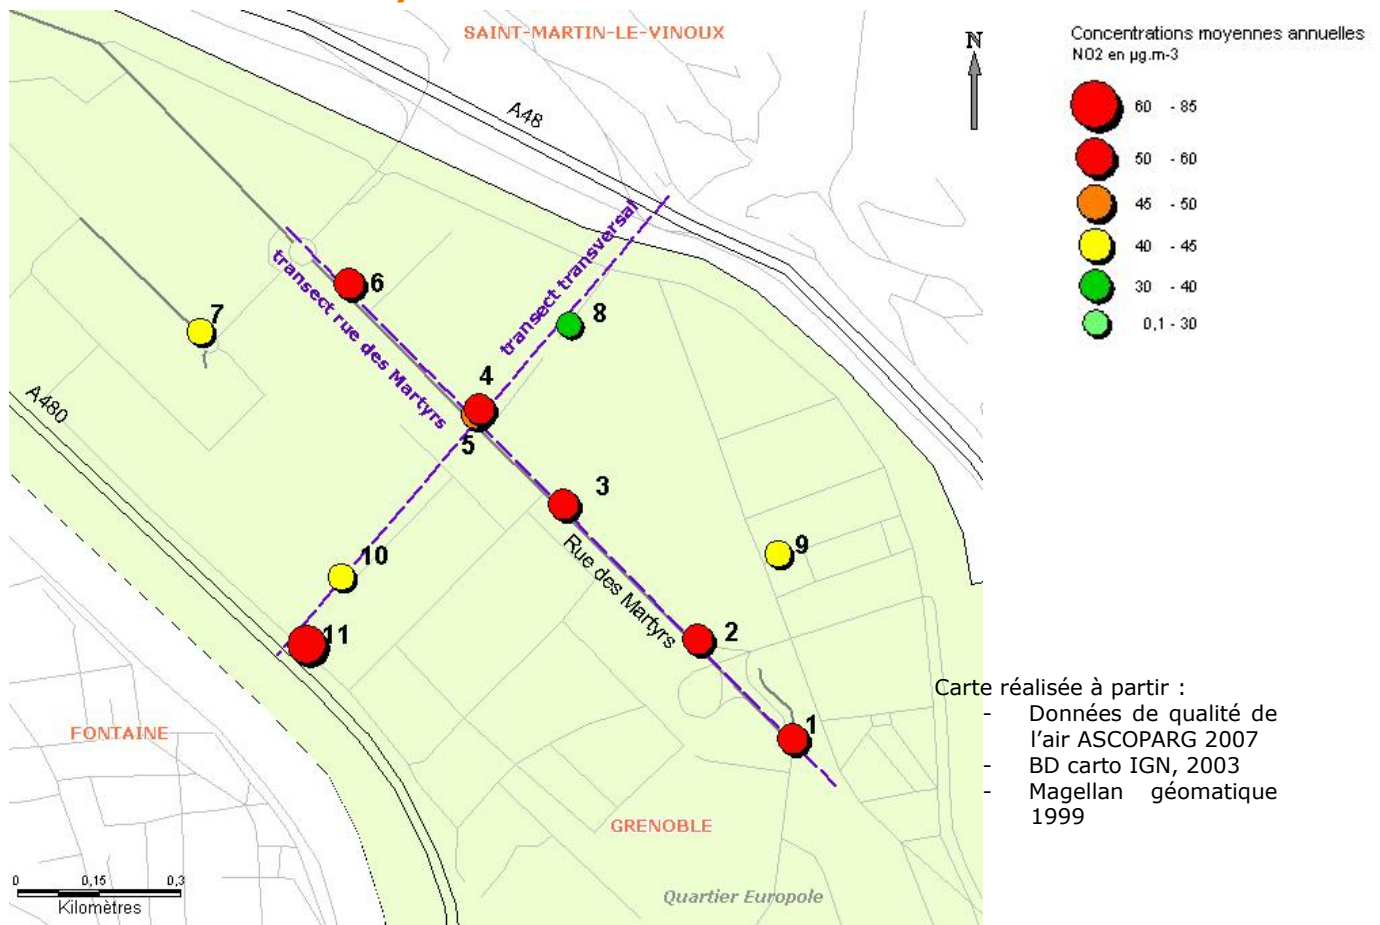 SAINT-MARTIN-LE-VINOUX
N
A48
transect transversal
transect rue des Martyrs
6
7
8
4
5
A480
3
Rue des Martyrs
10
9
11
2
1
FONTAINE
GRENOBLE
Quartier Europole
0 0,15 0,3
Kilomètres
Concentrations moyennes annuelles
NO2 en µg.m-3
60 - 85
50 - 60
45 - 50
40 - 45
30 - 40
0,1 - 30
Carte réalisée à partir :
- Données de qualité de
l'air ASCOPARG 2007
- BD carto IGN, 2003
- Magellan géomatique
1999